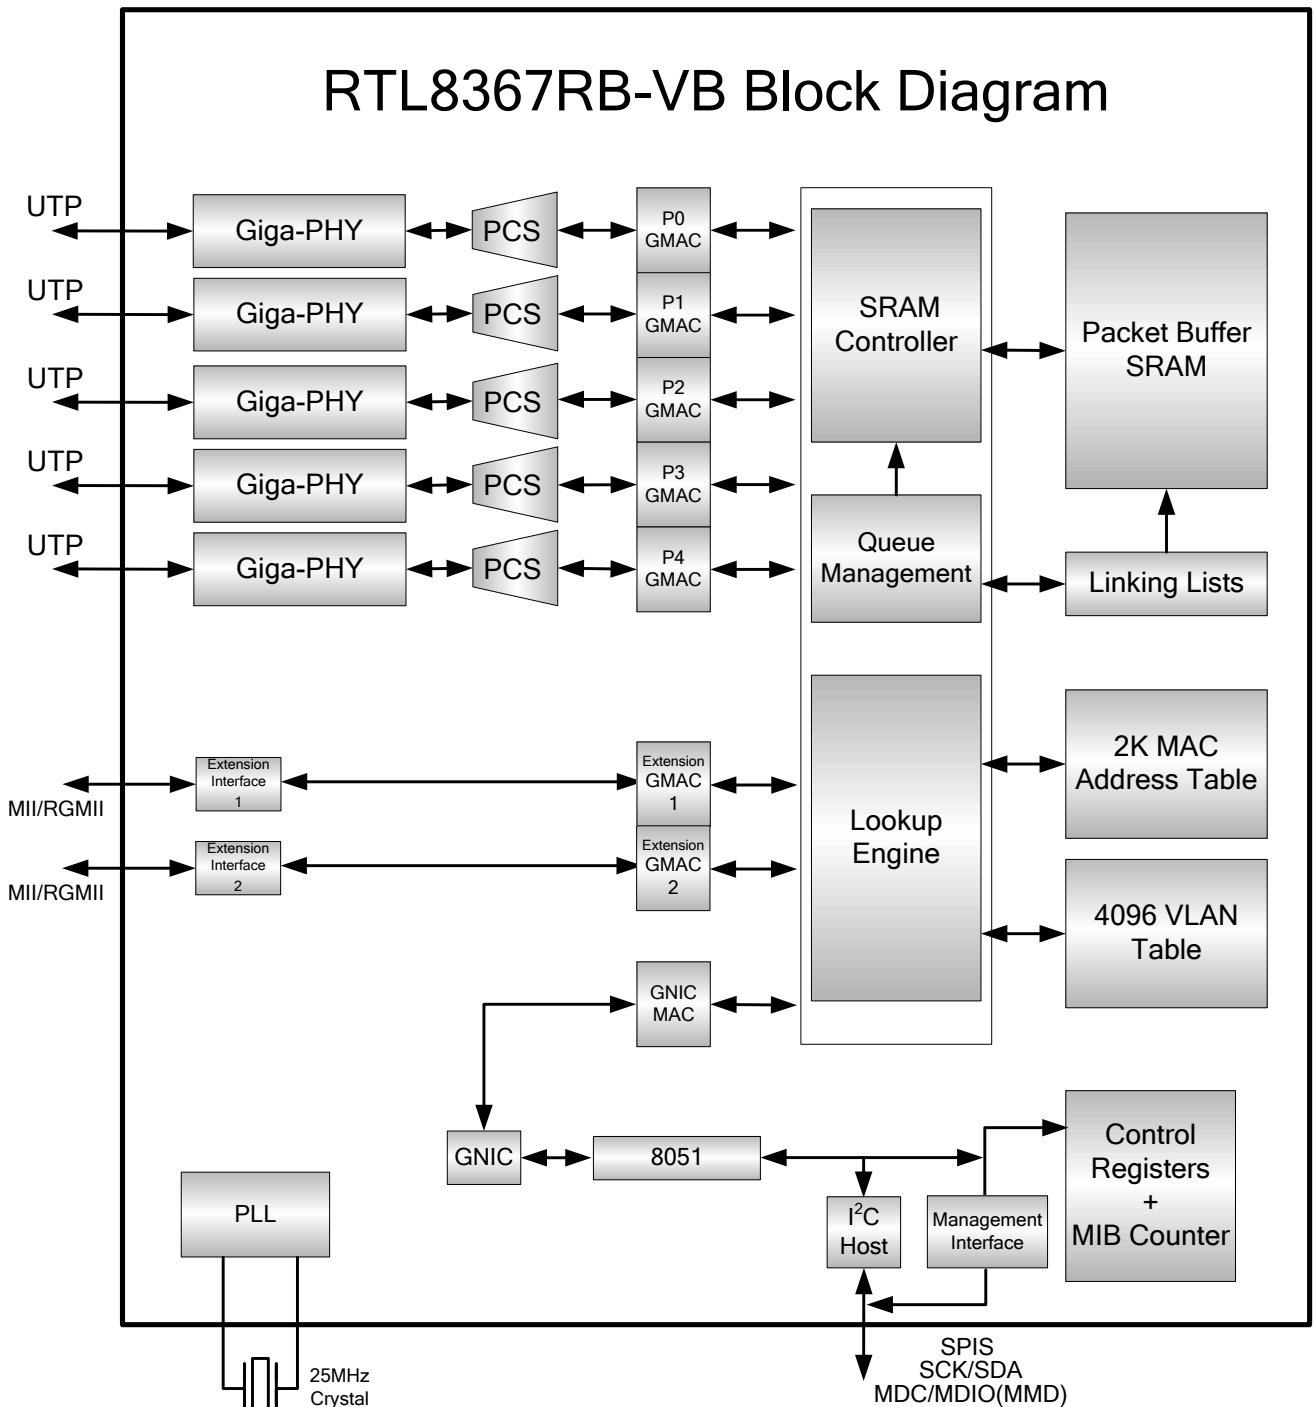 RTL8367RB-VB Block Diagram
UTP
Giga-PHY
PCS
P0
GMAC
UTP
Giga-PHY
PCS
P1
GMAC
UTP
Giga-PHY
PCS
P2
GMAC
UTP
Giga-PHY
PCS
P3
GMAC
UTP
Giga-PHY
PCS
P4
GMAC
SRAM
Controller
Packet Buffer
SRAM
Queue
Management
Linking Lists
MII/RGMII
Extension
Interface
1
Extension
GMAC
1
MII/RGMII
Extension
Interface
2
Extension
GMAC
2
Lookup
Engine
2K MAC
Address Table
4096 VLAN
Table
GNIC
MAC
GNIC
8051
I²C
Host
Management
Interface
Control
Registers
+
MIB Counter
PLL
25MHz
Crystal
SPIS
SCK/SDA
MDC/MDIO(MMD)